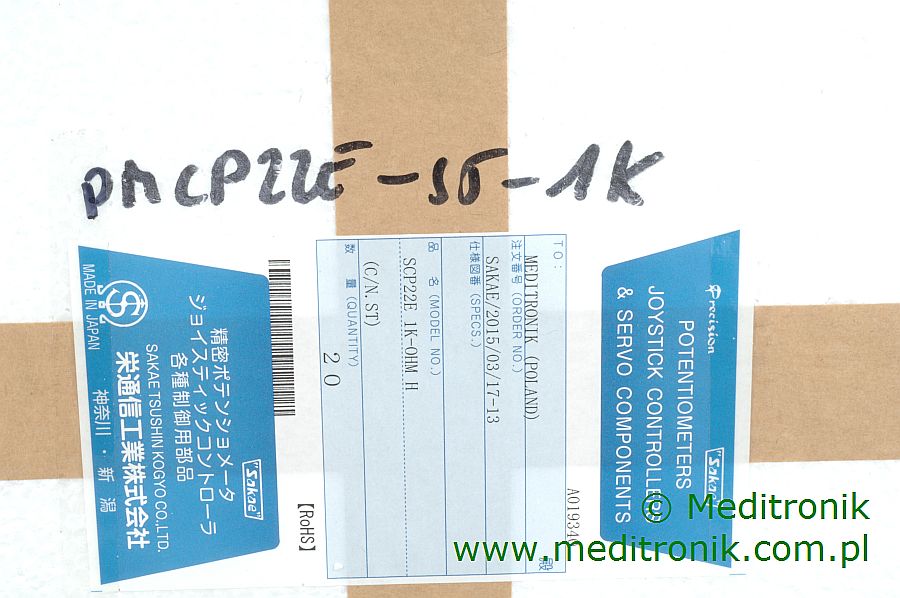 PMCP22E-ST-1K
TO:
MEDITRONIK (POLAND) 殿
注文番号 (ORDER NO.)
SAKAE/2015/03/17-13
仕様図番 (SPECS.)
品 名 (MODEL NO.)
SCP22E 1K-OHM H
(C/N.ST)
数 量 (QUANTITY)
20
Precision
POTENTIOMETERS
JOYSTICK CONTROLLERS
& SERVO COMPONENTS
"Sakae"
【RoHS】
"Sakae"
精密ポテンショメータ
ジョイスティックコントローラ
各種制御用部品
SAKAE TSUSHIN KOGYO CO.,LTD.
栄通信工業株式会社
神奈川・新潟
MADE IN JAPAN
© Meditronik
www.meditronik.com.pl